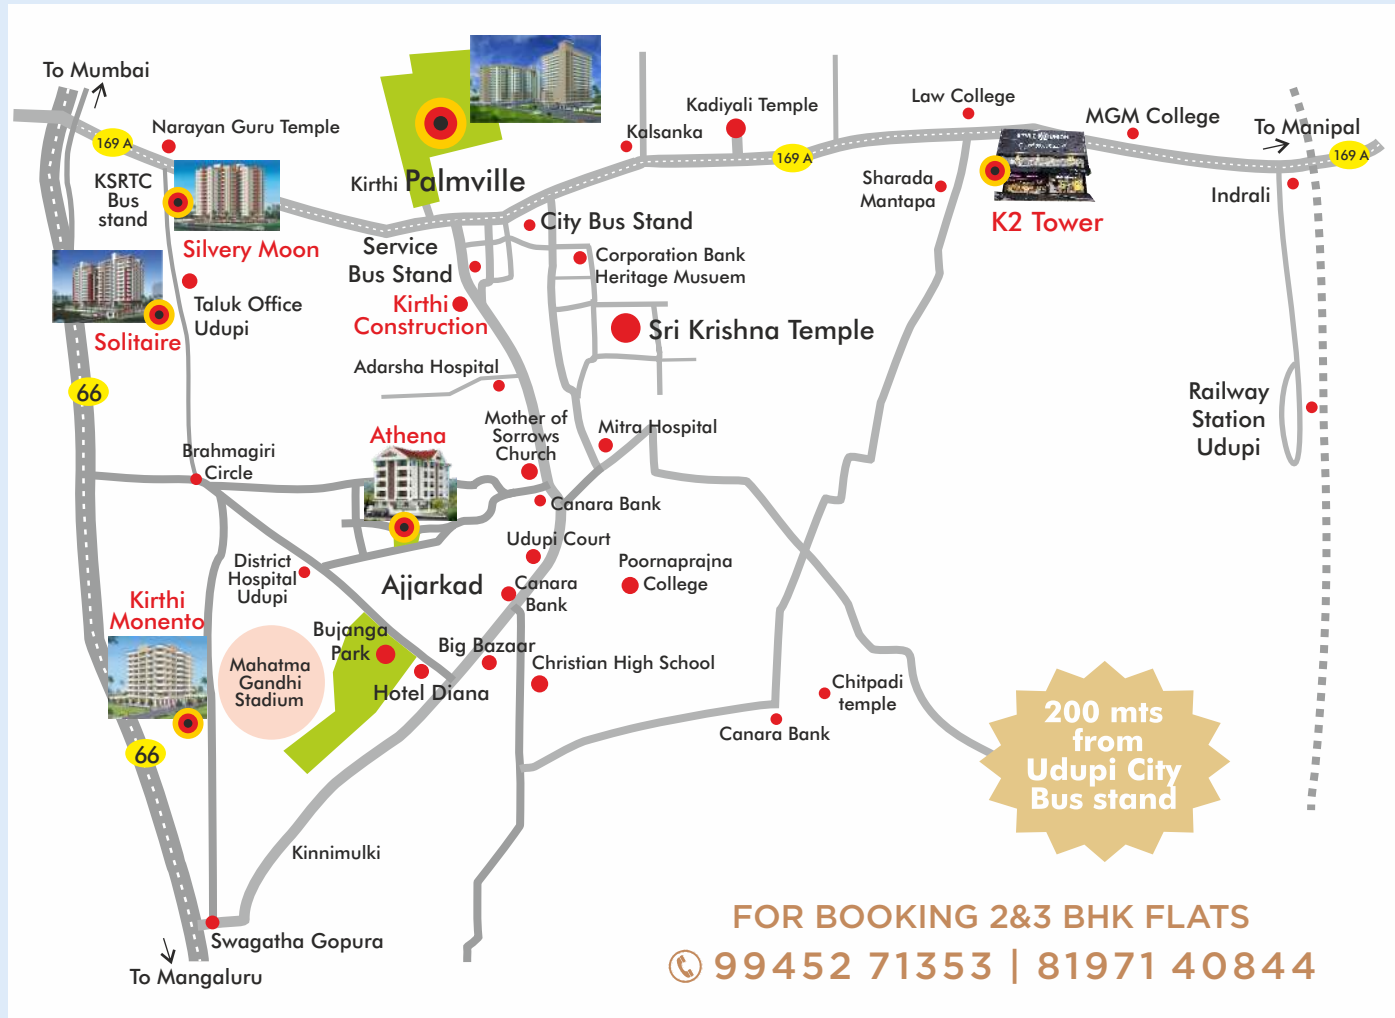 To Mumbai
169 A
Narayan Guru Temple
KSRTC
Bus
stand
Silvery Moon
Solitaire
Taluk Office
Udupi
66
Kirthi Palmville
Service
Bus Stand
Kirthi
Construction
City Bus Stand
Corporation Bank
Heritage Musuem
Sri Krishna Temple
Kalsanka
Kadiyali Temple
169 A
Law College
Sharada
Mantapa
K2 Tower
MGM College
To Manipal
169 A
Indrali
Railway
Station
Udupi
Adarsha Hospital
Mother of
Sorrows
Church
Mitra Hospital
Athena
Brahmagiri
Circle
Canara Bank
Udupi Court
Poornaprajna
College
Canara
Bank
District
Hospital
Udupi
Ajjarkad
Kirthi
Monento
Bujanga
Park
Mahatma
Gandhi
Stadium
Big Bazaar
Hotel Diana
Christian High School
Chitpadi
temple
Canara Bank
66
200 mts
from
Udupi City
Bus stand
Kinnimulki
Swagatha Gopura
To Mangaluru
FOR BOOKING 2&3 BHK FLATS
99452 71353 | 81971 40844